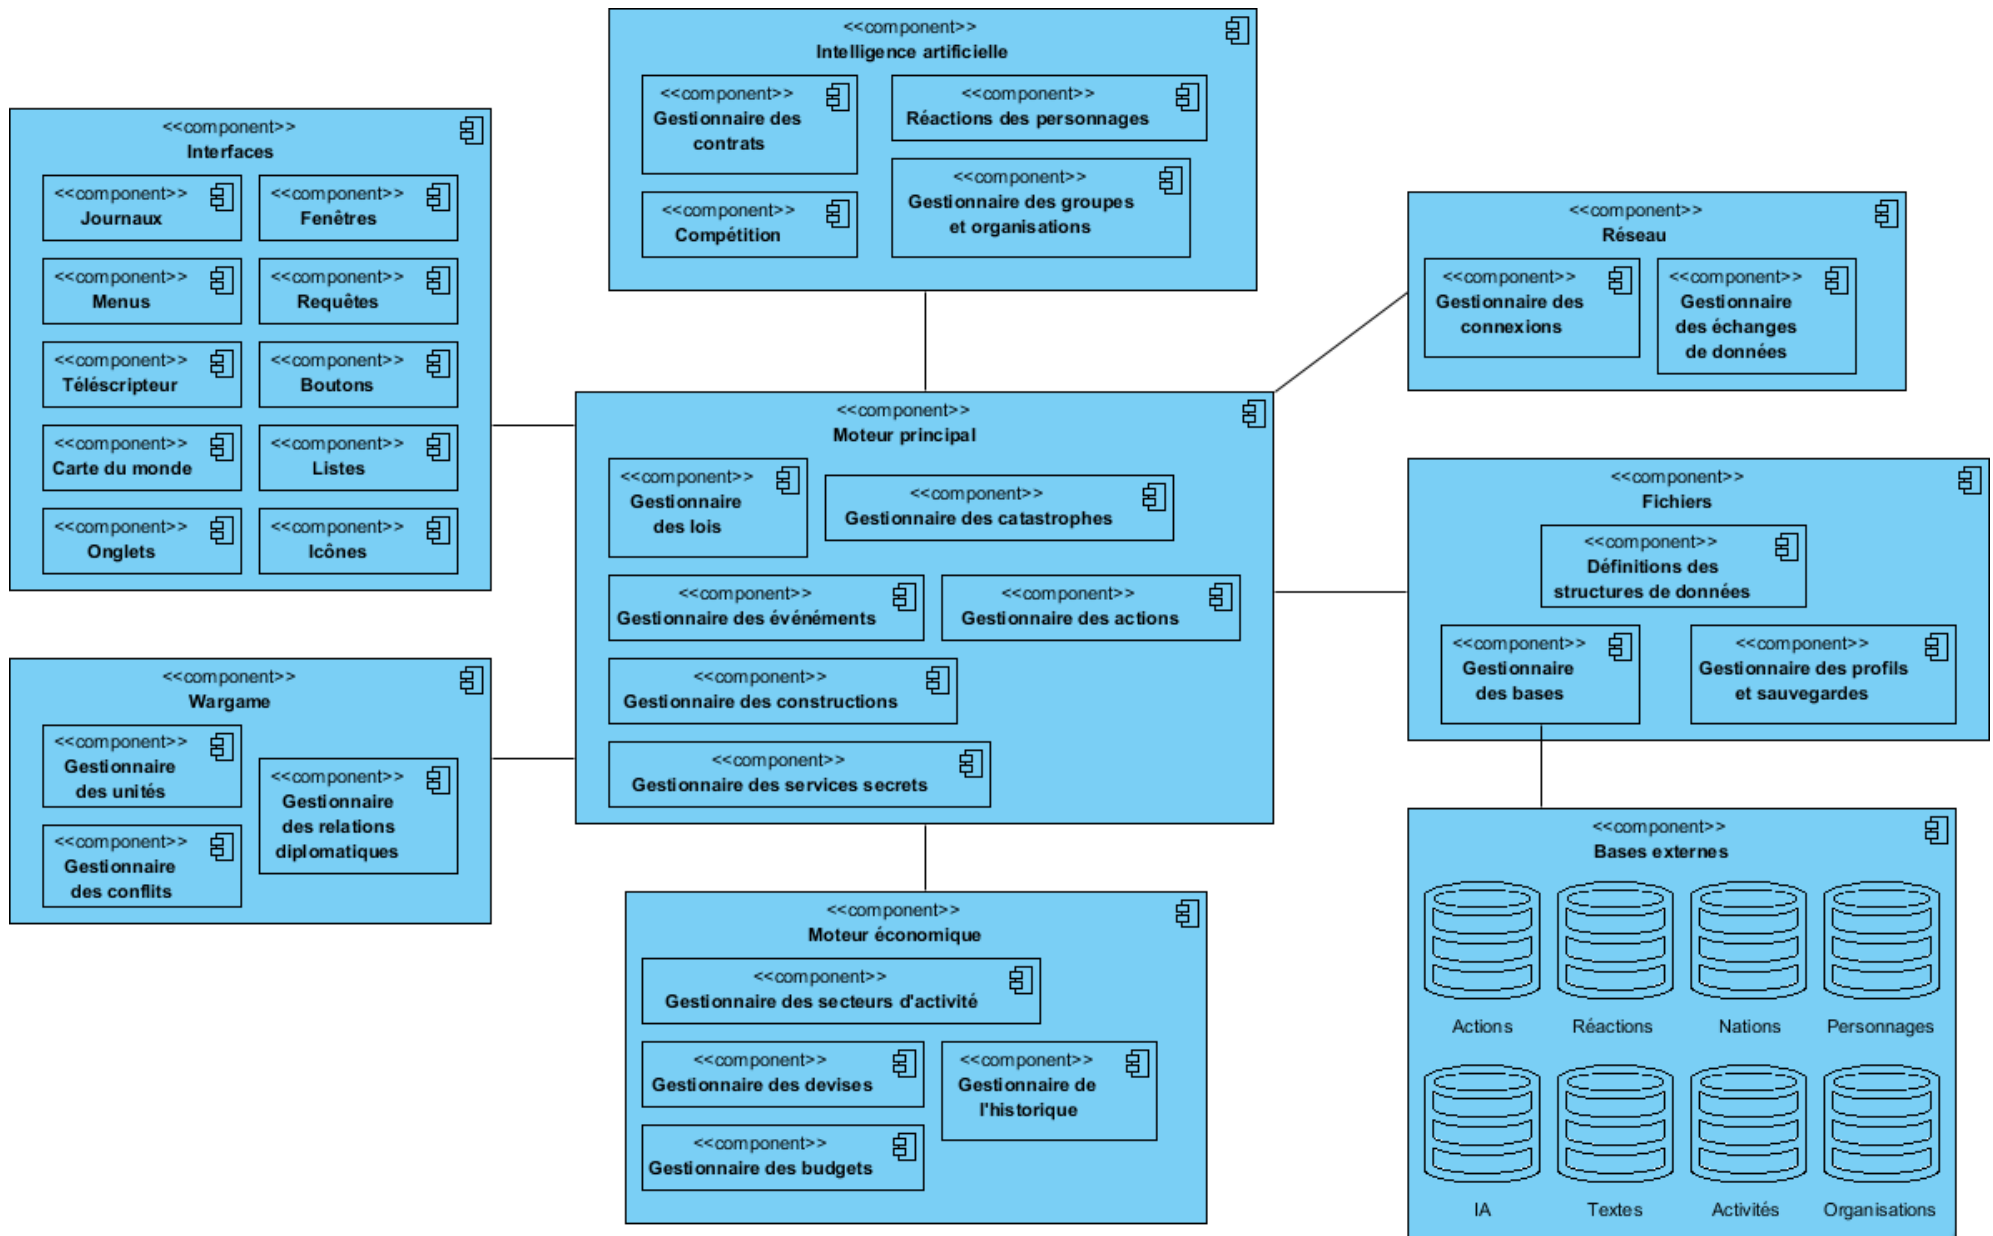 <<component>>
Intelligence artificielle
<<component>>
Gestionnaire des
contrats
<<component>>
Réactions des personnages
<<component>>
Compétition
<<component>>
Gestionnaire des groupes
et organisations
<<component>>
Interfaces
<<component>>
Journaux
<<component>>
Fenêtres
<<component>>
Menus
<<component>>
Requêtes
<<component>>
Téléscripteur
<<component>>
Boutons
<<component>>
Carte du monde
<<component>>
Listes
<<component>>
Onglets
<<component>>
Icônes
<<component>>
Réseau
<<component>>
Gestionnaire des
connexions
<<component>>
Gestionnaire
des échanges
de données
<<component>>
Moteur principal
<<component>>
Gestionnaire
des lois
<<component>>
Gestionnaire des catastrophes
<<component>>
Gestionnaire des événéments
<<component>>
Gestionnaire des actions
<<component>>
Gestionnaire des constructions
<<component>>
Gestionnaire des services secrets
<<component>>
Fichiers
<<component>>
Définitions des
structures de données
<<component>>
Gestionnaire
des bases
<<component>>
Gestionnaire des profils
et sauvegardes
<<component>>
Wargame
<<component>>
Gestionnaire
des unités
<<component>>
Gestionnaire
des relations
diplomatiques
<<component>>
Gestionnaire
des conflits
<<component>>
Moteur économique
<<component>>
Gestionnaire des secteurs d'activité
<<component>>
Gestionnaire des devises
<<component>>
Gestionnaire de
l'historique
<<component>>
Gestionnaire des budgets
<<component>>
Bases externes
Actions Réactions Nations Personnages
IA Textes Activités Organisations